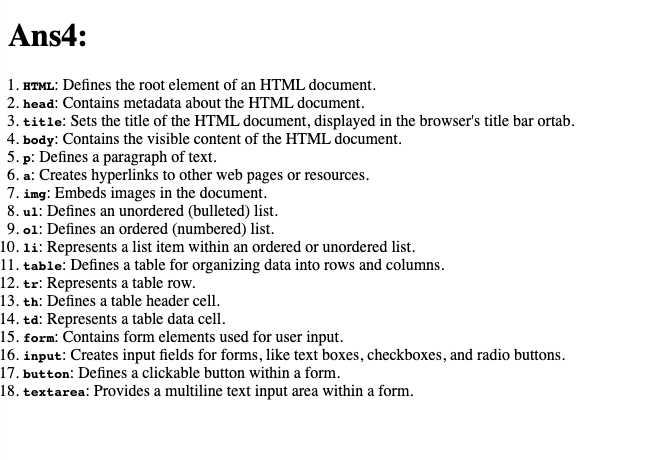 Ans4:
1. HTML: Defines the root element of an HTML document.
2. head: Contains metadata about the HTML document.
3. title: Sets the title of the HTML document, displayed in the browser's title bar ortab.
4. body: Contains the visible content of the HTML document.
5. p: Defines a paragraph of text.
6. a: Creates hyperlinks to other web pages or resources.
7. img: Embeds images in the document.
8. ul: Defines an unordered (bulleted) list.
9. ol: Defines an ordered (numbered) list.
10. li: Represents a list item within an ordered or unordered list.
11. table: Defines a table for organizing data into rows and columns.
12. tr: Represents a table row.
13. th: Defines a table header cell.
14. td: Represents a table data cell.
15. form: Contains form elements used for user input.
16. input: Creates input fields for forms, like text boxes, checkboxes, and radio buttons.
17. button: Defines a clickable button within a form.
18. textarea: Provides a multiline text input area within a form.